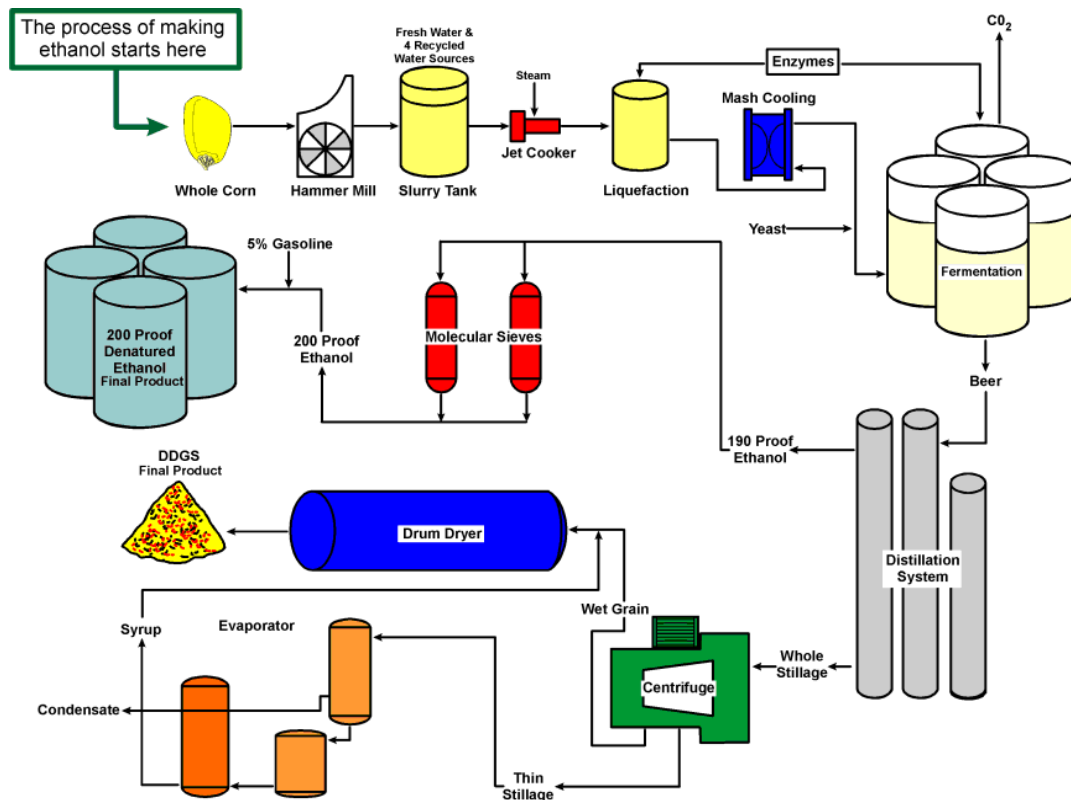 The process of making
ethanol starts here
Fresh Water &
4 Recycled
Water Sources
Steam
Enzymes
C0₂
Mash Cooling
Whole Corn
Hammer Mill
Slurry Tank
Jet Cooker
Liquefaction
Yeast
Fermentation
5% Gasoline
200 Proof
Denatured
Ethanol
Final Product
200 Proof
Ethanol
Molecular Sieves
Beer
190 Proof
Ethanol
DDGS
Final Product
Drum Dryer
Distillation
System
Wet Grain
Syrup
Evaporator
Whole
Stillage
Centrifuge
Condensate
Thin
Stillage